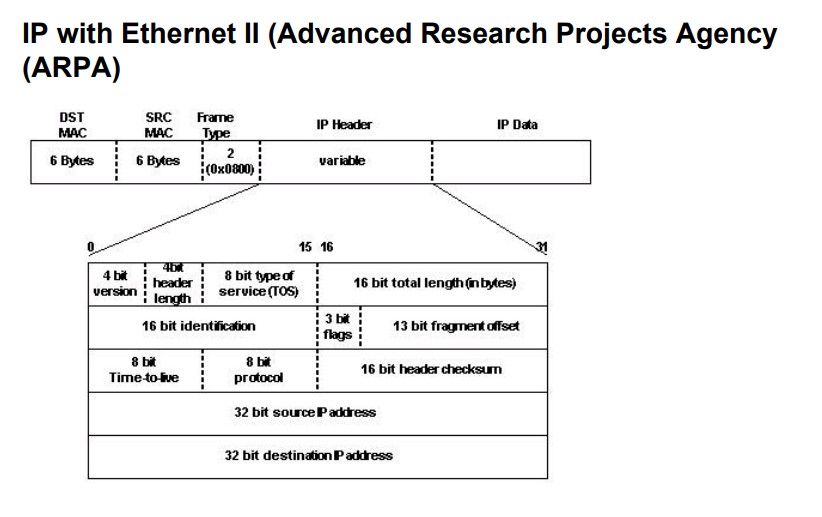 IP with Ethernet II (Advanced Research Projects Agency
(ARPA)
DST
MAC
SRC
MAC
Frame
Type
IP Header
IP Data
6 Bytes
6 Bytes
2
(0x0800)
variable
0
15
16
31
4 bit
version
4bit
header
length
8 bit type of
service (TOS)
16 bit total length (in bytes)
16 bit identification
3 bit
flags
13 bit fragment offset
8 bit
Time-to-live
8 bit
protocol
16 bit header checksum
32 bit source IP address
32 bit destination IP address